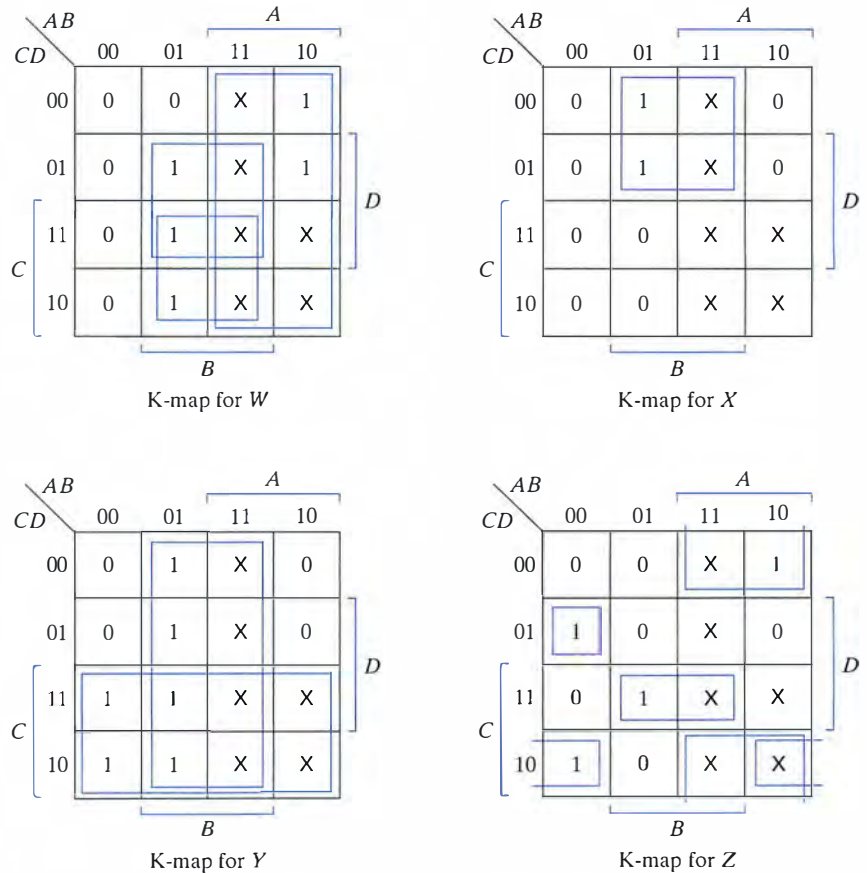 AB A
CD 00 01 11 10
00 0 0 X 1
01 0 1 X 1 D
11 0 1 X X
C
10 0 1 X X
B
K-map for W
AB A
CD 00 01 11 10
00 0 1 X 0
01 0 1 X 0 D
11 0 0 X X
C
10 0 0 X X
B
K-map for X
AB A
CD 00 01 11 10
00 0 1 X 0
01 0 1 X 0 D
11 1 1 X X
C
10 1 1 X X
B
K-map for Y
AB A
CD 00 01 11 10
00 0 0 X 1
01 1 0 X 0 D
11 0 1 X X
C
10 1 0 X X
B
K-map for Z